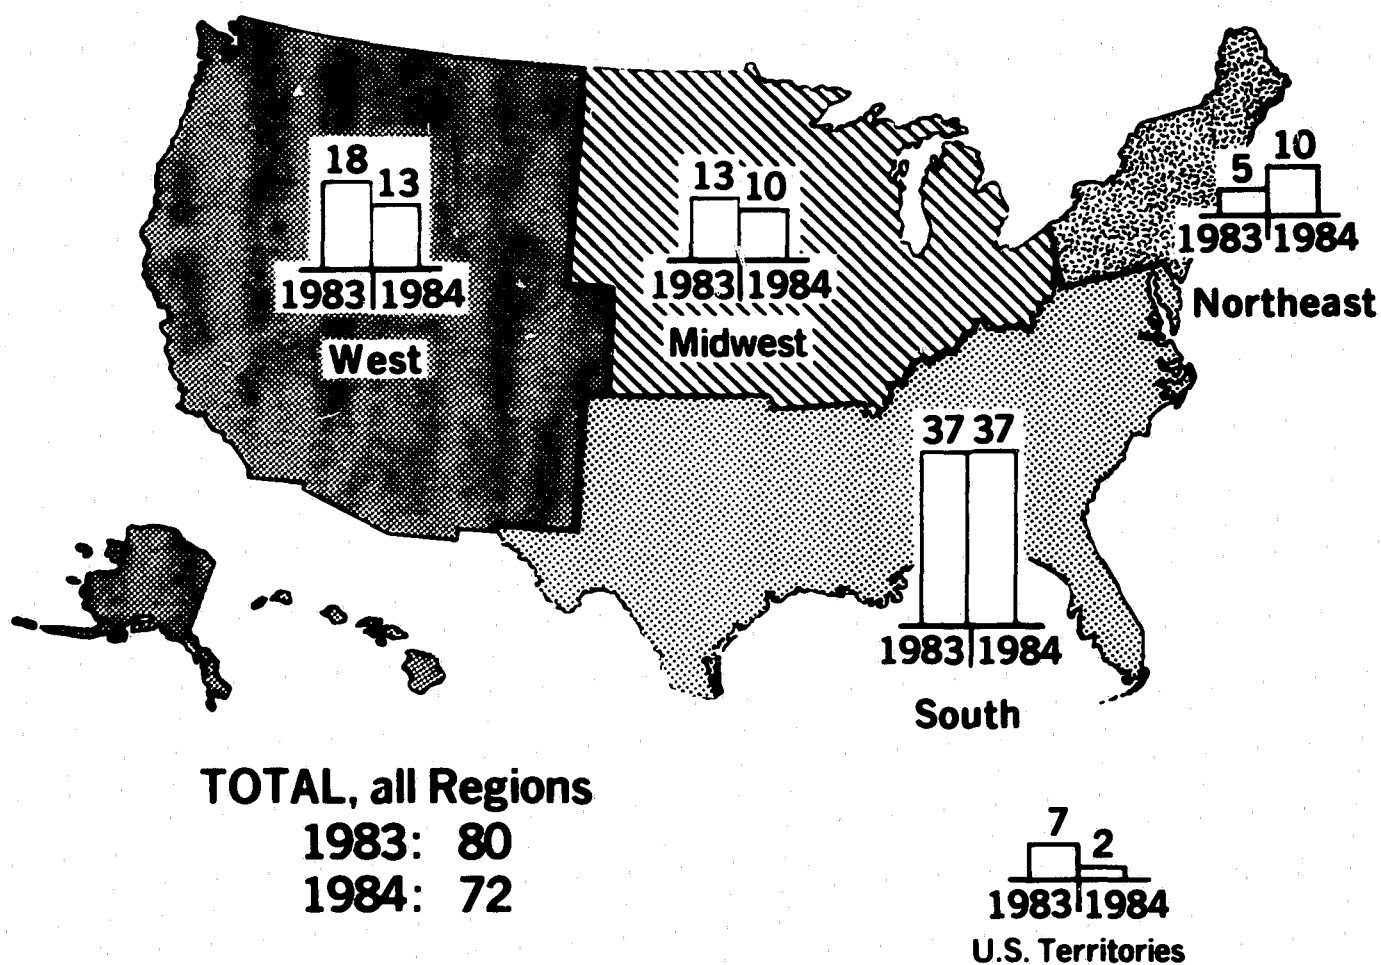 18 13
1983 1984
West
13 10
1983 1984
Midwest
5 10
1983 1984
Northeast
37 37
1983 1984
South
TOTAL, all Regions
1983: 80
1984: 72
7 2
1983 1984
U.S. Territories